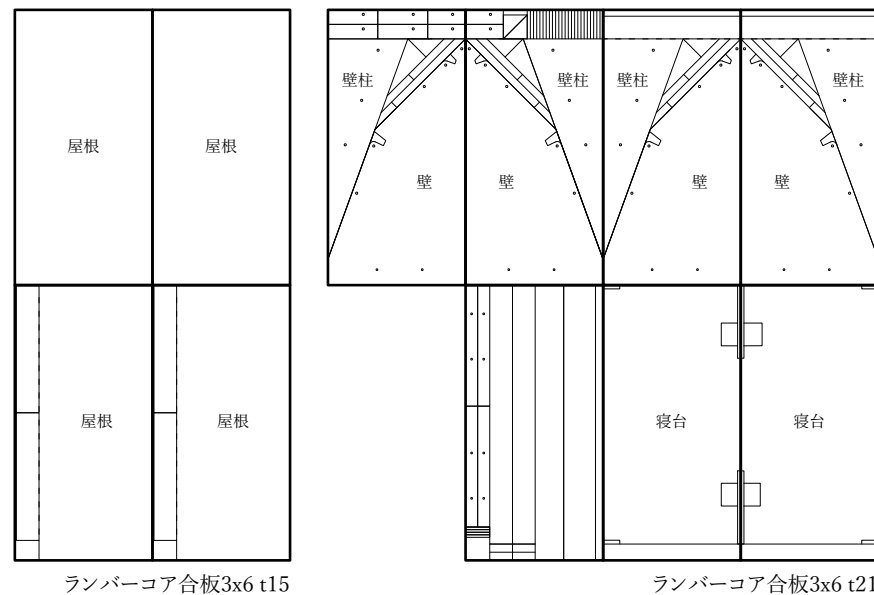 壁柱 壁柱 壁柱 壁柱
屋根 屋根
壁 壁 壁 壁
屋根 屋根 寝台 寝台
ランバーコア合板3x6 t15 ランバーコア合板3x6 t21